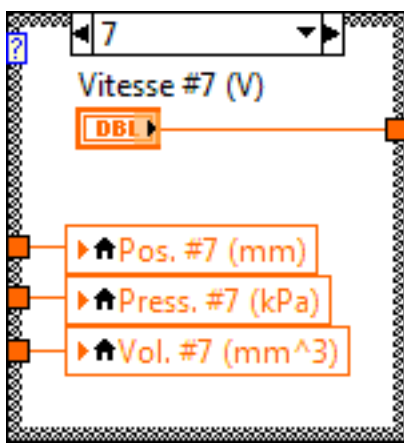 7
?
Vitesse #7 (V)
DBL
Pos. #7 (mm)
Press. #7 (kPa)
Vol. #7 (mm^3)